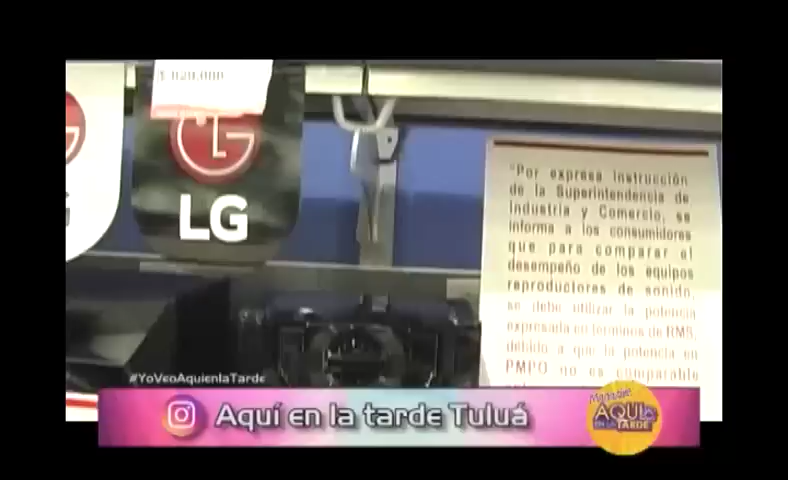 LG
"Por expresa instrucción
de la Superintendencia de
Industria y Comercio, se
informa a los consumidores
que para comparar el
desempeño de los equipos
reproductores de sonido,
se debe utilizar la potencia
expresada en terminos de RMS,
debido a que la potencia en
PMPO no es comparable
#YoVeoAquienlaTarde
Aquí en la tarde Tuluá
AQUI
EN LA TARDE